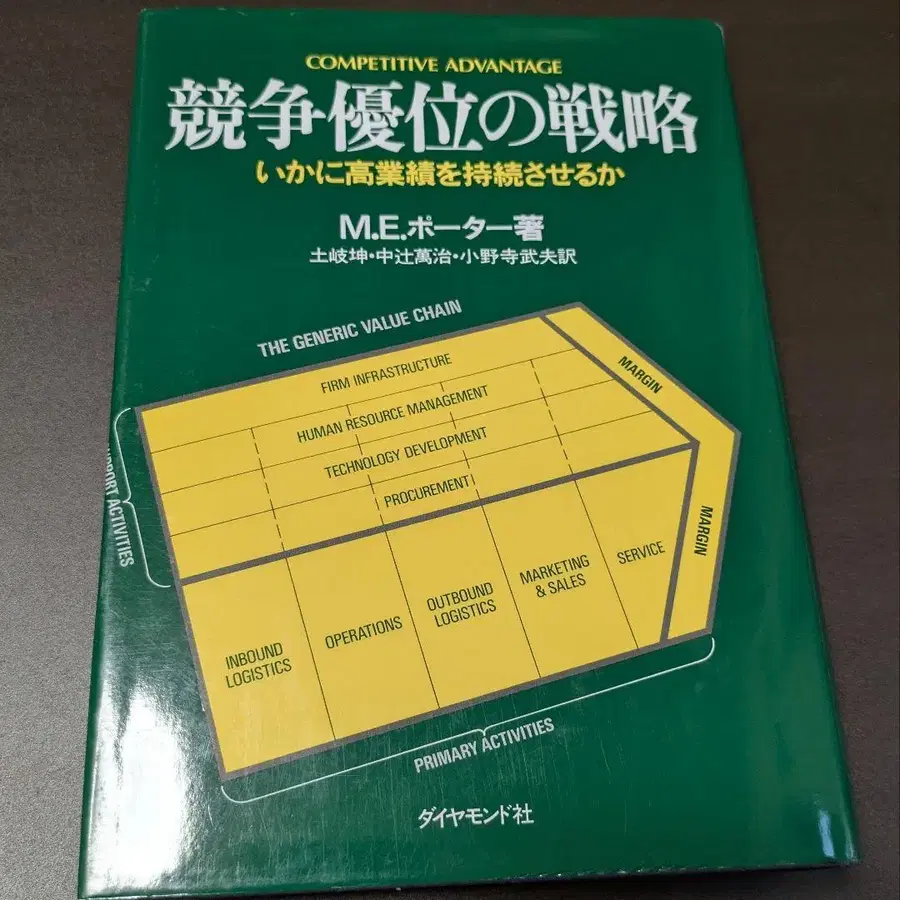 COMPETITIVE ADVANTAGE
競争優位の戦略
いかに高業績を持続させるか
M.E.ポーター著
土岐坤・中辻萬治・小野寺武夫訳
THE GENERIC VALUE CHAIN
FIRM INFRASTRUCTURE
HUMAN RESOURCE MANAGEMENT
TECHNOLOGY DEVELOPMENT
PROCUREMENT
MARGIN
MARGIN
ACTIVITIES
INBOUND
LOGISTICS
OPERATIONS
OUTBOUND
LOGISTICS
MARKETING
& SALES
SERVICE
PRIMARY ACTIVITIES
ダイヤモンド社